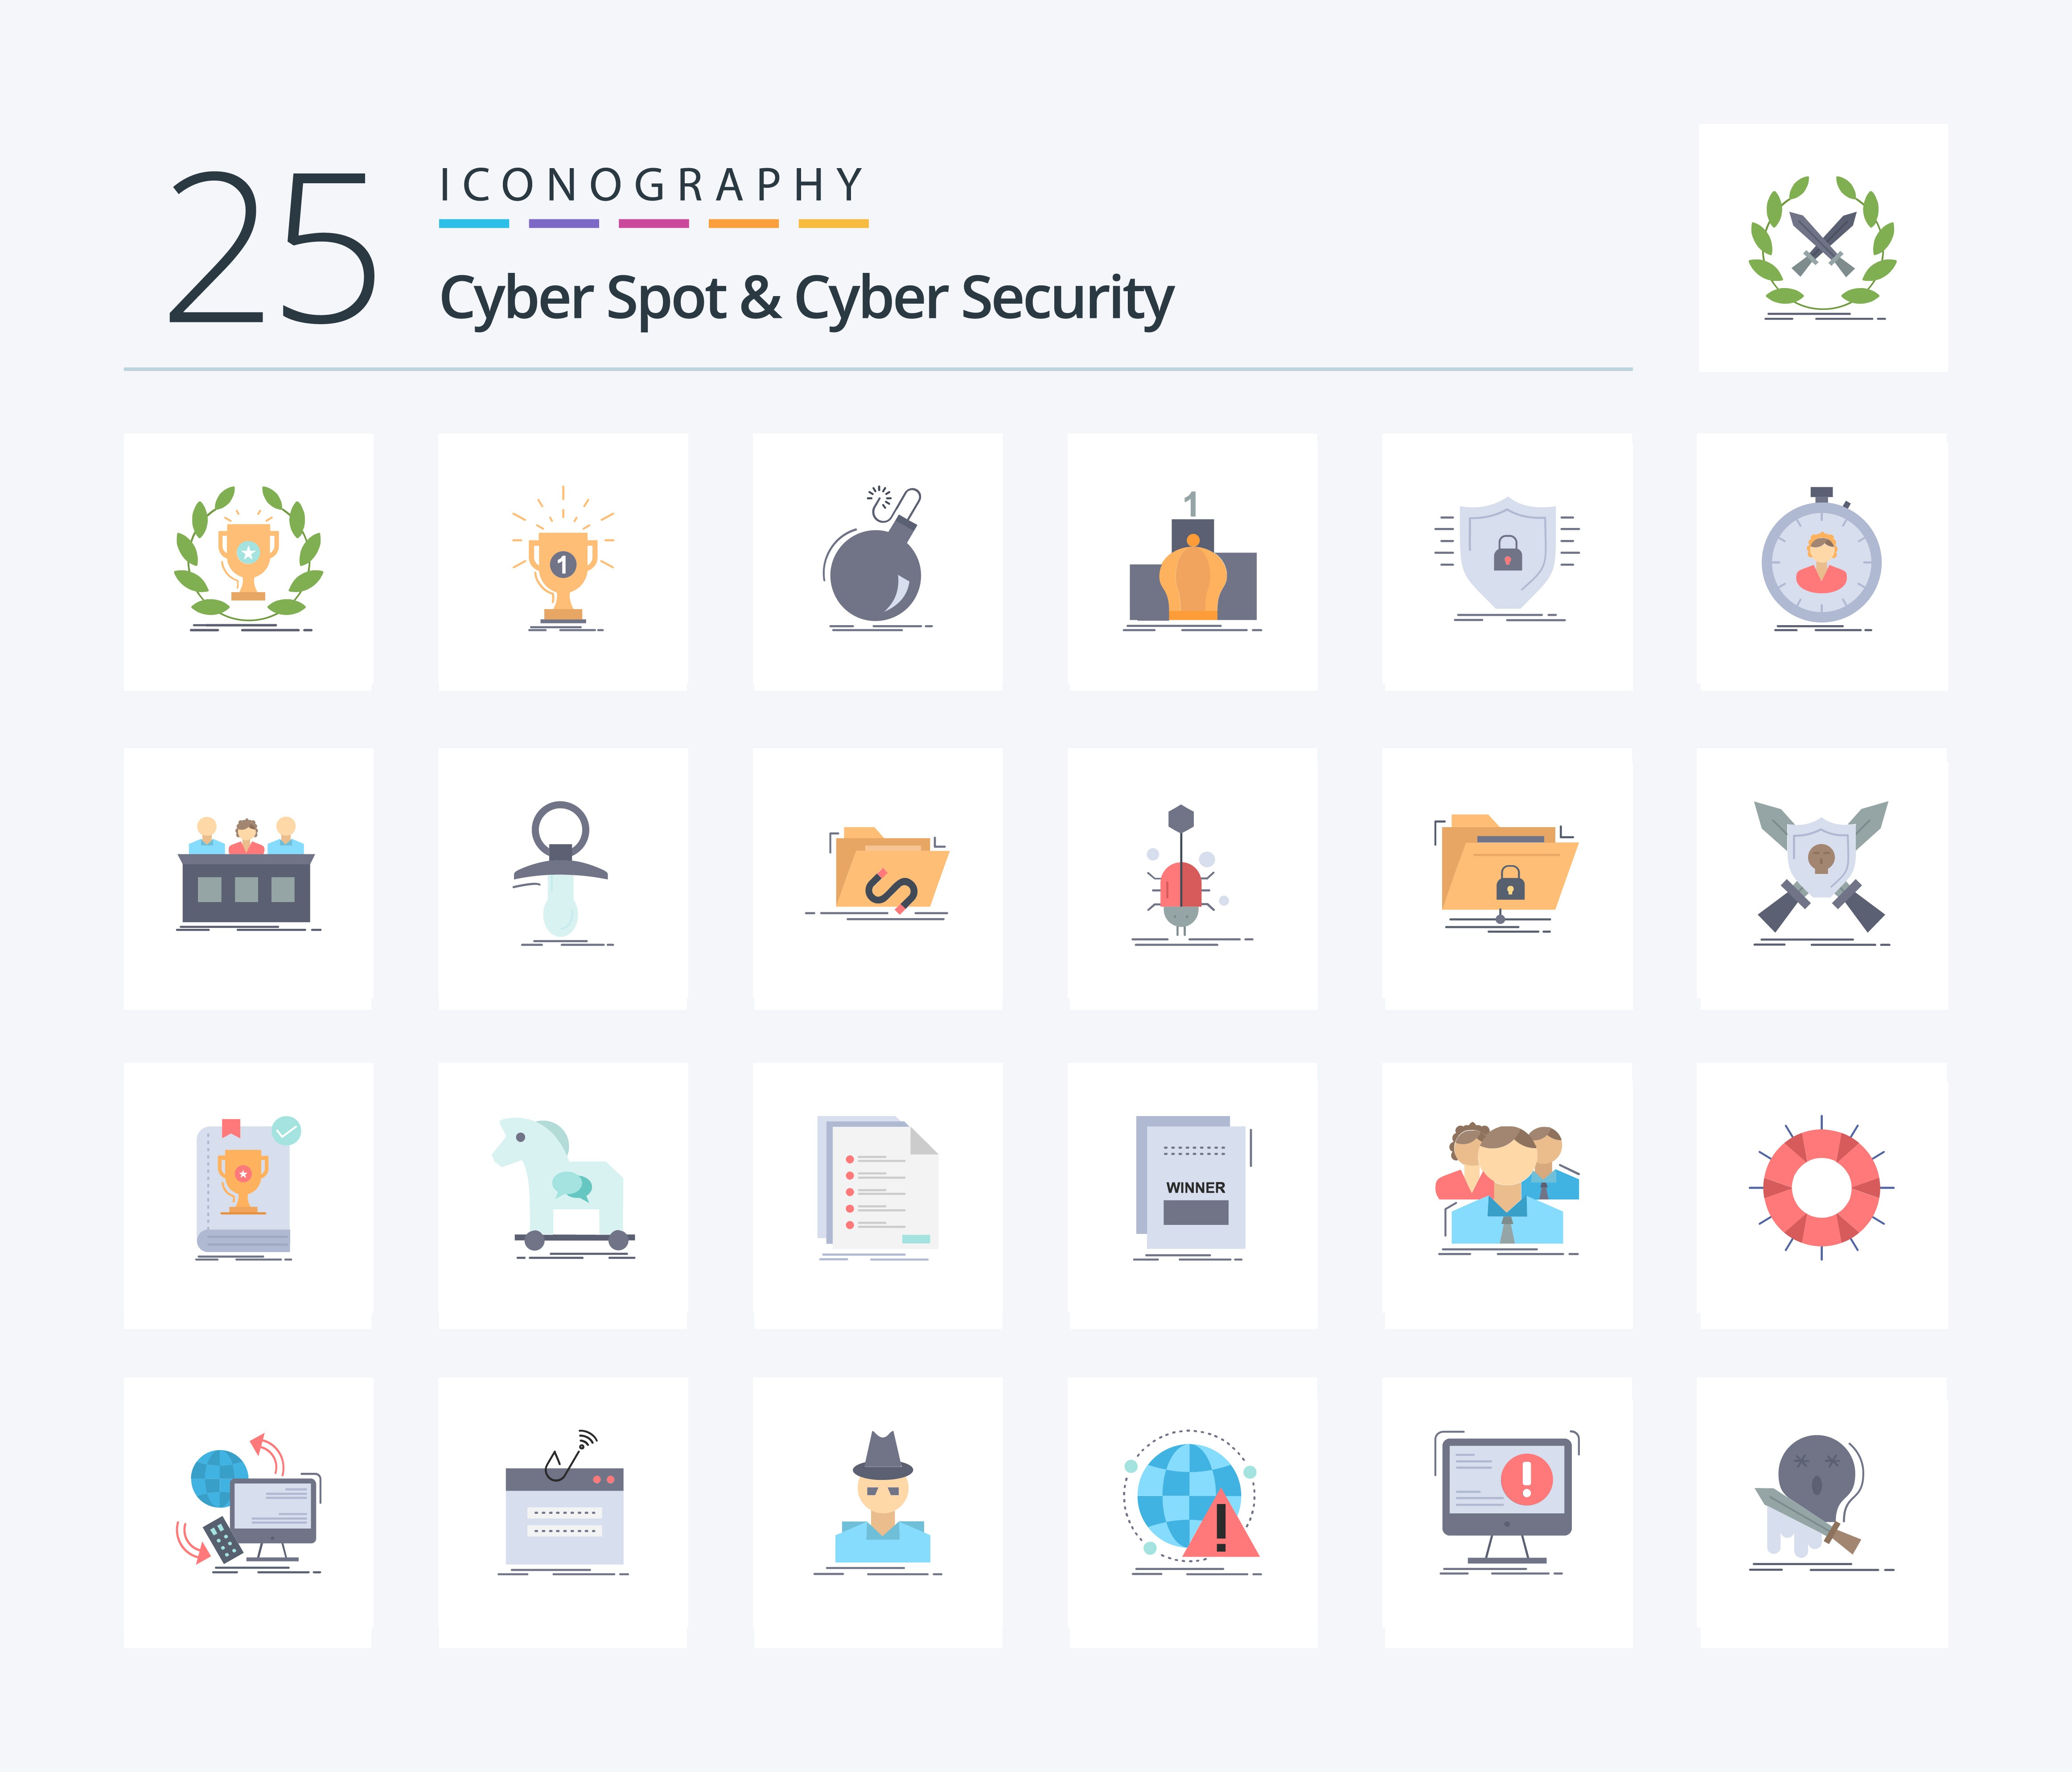 25
ICONOGRAPHY
Cyber Spot & Cyber Security
1
1
WINNER